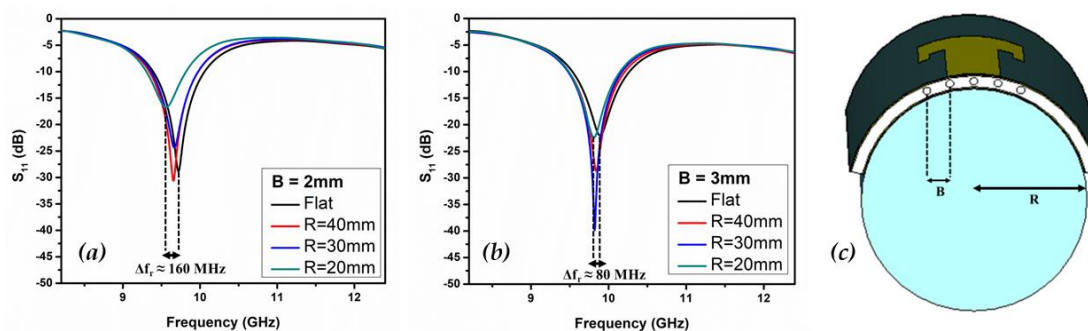 0
-5
-10
-15
-20
-25
-30
-35
-40
-45
-50
S11 (dB)
9 10 11 12
Frequency (GHz)
B = 2mm
Flat
R=40mm
R=30mm
R=20mm
(a)
Δfr ≈ 160 MHz
0
-5
-10
-15
-20
-25
-30
-35
-40
-45
-50
S11 (dB)
9 10 11 12
Frequency (GHz)
B = 3mm
Flat
R=40mm
R=30mm
R=20mm
(b)
Δfr ≈ 80 MHz
B
R
(c)